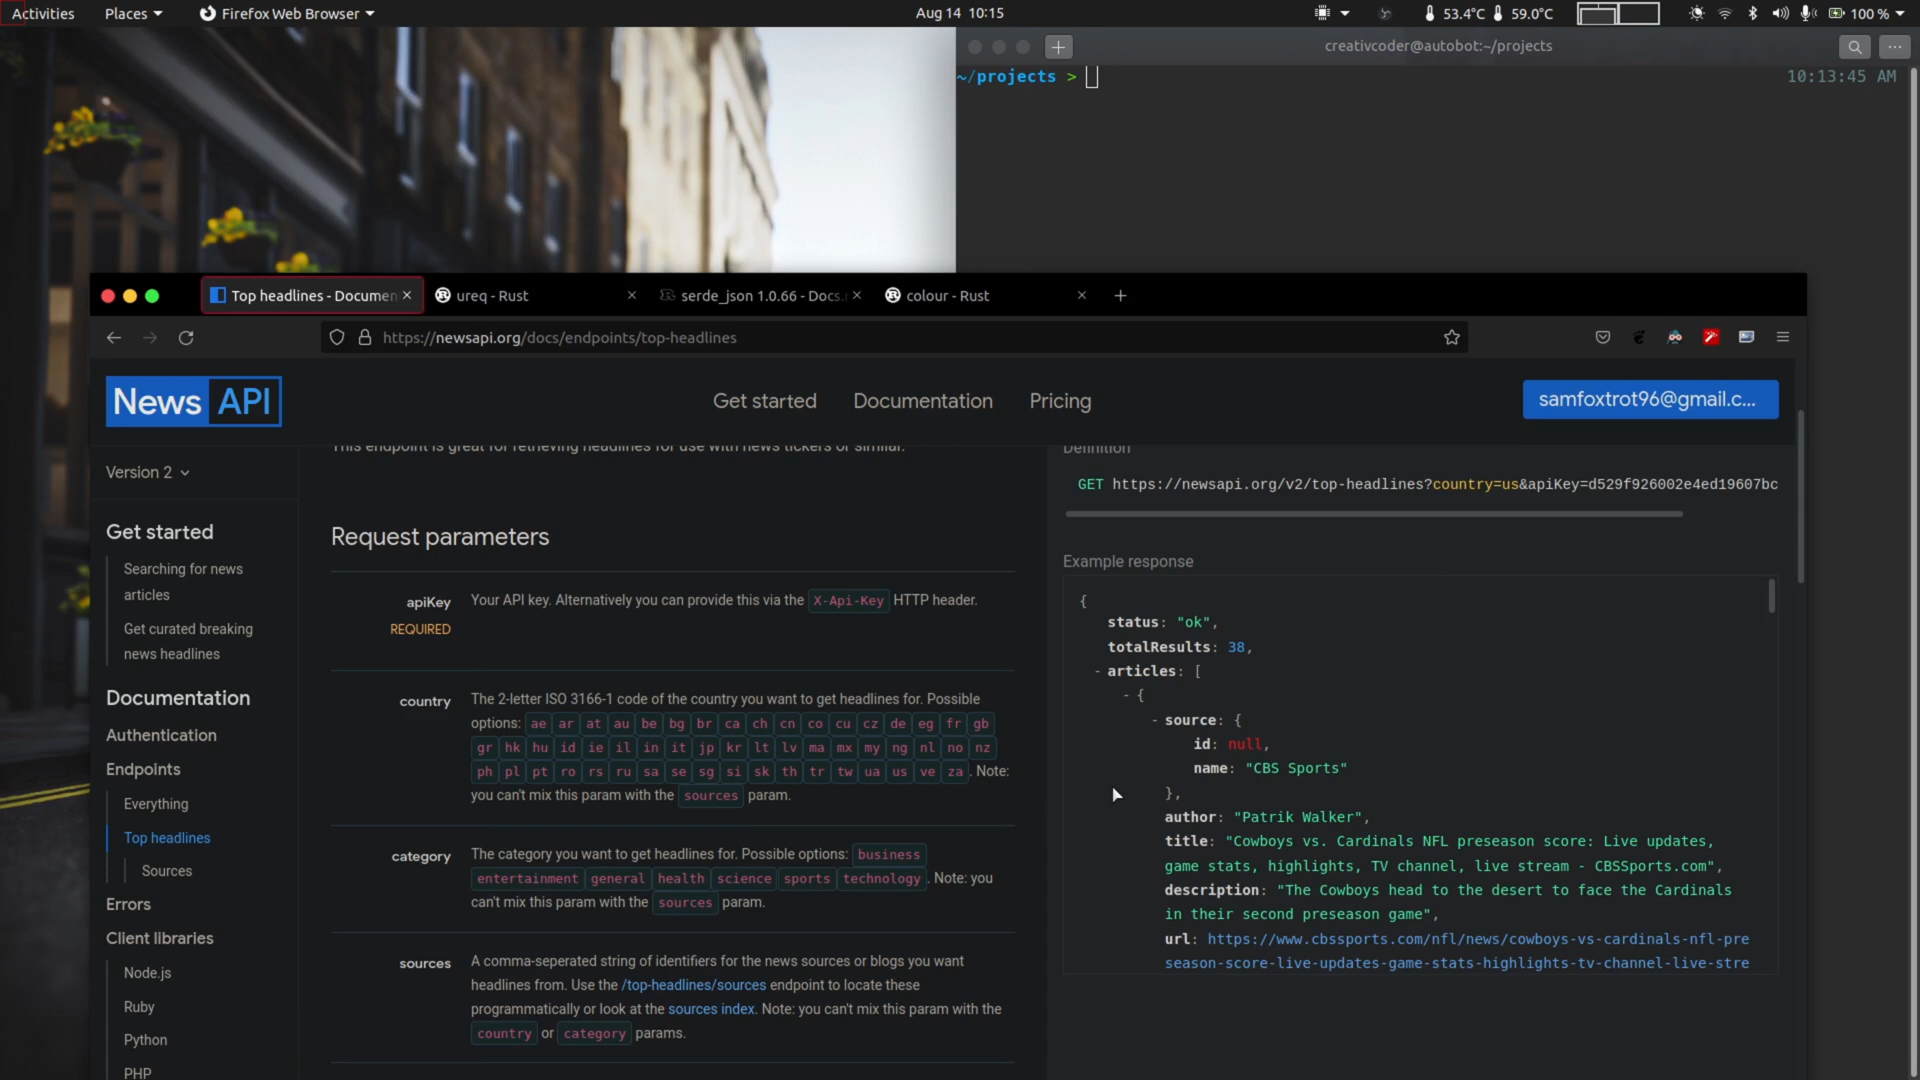 Activities Places Firefox Web Browser Aug 14 10:15 53.4°C 59.0°C 100 %
creativcoder@autobot:~/projects
~/projects > 10:13:45 AM
Top headlines - Documen ureq - Rust serde_json 1.0.66 - Docs. colour - Rust
https://newsapi.org/docs/endpoints/top-headlines
News API Get started Documentation Pricing samfoxtrot96@gmail.c...
Version 2
Get started
Searching for news
articles
Get curated breaking
news headlines
Documentation
Authentication
Endpoints
Everything
Top headlines
Sources
Errors
Client libraries
Node.js
Ruby
Python
PHP
This endpoint is great for retrieving headlines for use with news tickers or similar.
Request parameters
apiKey Your API key. Alternatively you can provide this via the X-Api-Key HTTP header.
REQUIRED
country The 2-letter ISO 3166-1 code of the country you want to get headlines for. Possible
options: ae ar at au be bg br ca ch cn co cu cz de eg fr gb
gr hk hu id ie il in it jp kr lt lv ma mx my ng nl no nz
ph pl pt ro rs ru sa se sg si sk th tr tw ua us ve za . Note:
you can't mix this param with the sources param.
category The category you want to get headlines for. Possible options: business
entertainment general health science sports technology . Note: you
can't mix this param with the sources param.
sources A comma-seperated string of identifiers for the news sources or blogs you want
headlines from. Use the /top-headlines/sources endpoint to locate these
programmatically or look at the sources index. Note: you can't mix this param with the
country or category params.
Definition
GET https://newsapi.org/v2/top-headlines?country=us&apiKey=d529f926002e4ed19607bc
Example response
{
status: "ok",
totalResults: 38,
- articles: [
- {
- source: {
id: null,
name: "CBS Sports"
},
author: "Patrik Walker",
title: "Cowboys vs. Cardinals NFL preseason score: Live updates,
game stats, highlights, TV channel, live stream - CBSSports.com",
description: "The Cowboys head to the desert to face the Cardinals
in their second preseason game",
url: https://www.cbssports.com/nfl/news/cowboys-vs-cardinals-nfl-pre
season-score-live-updates-game-stats-highlights-tv-channel-live-stre